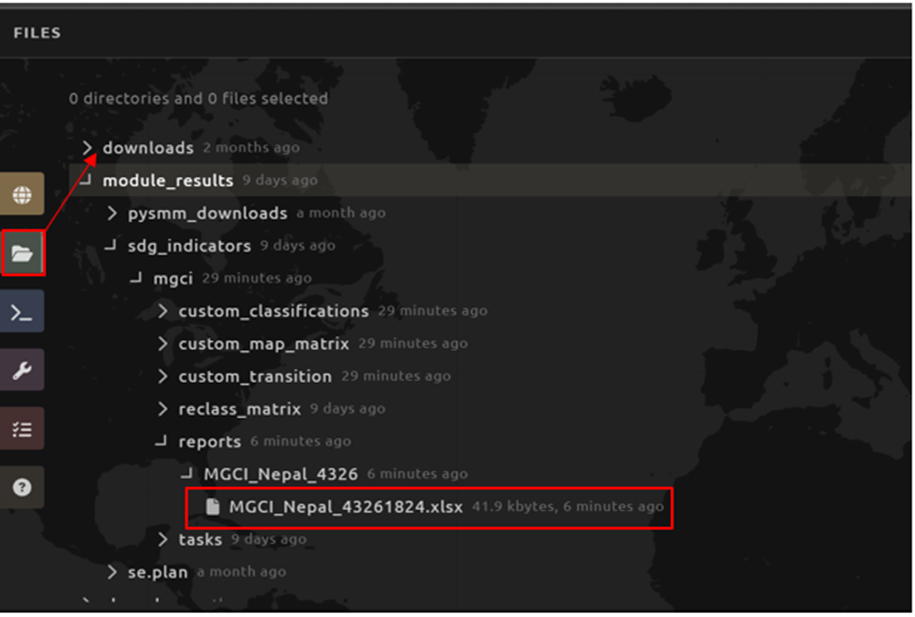 FILES
0 directories and 0 files selected
downloads 2 months ago
module_results 9 days ago
pysmm_downloads a month ago
sdg_indicators 9 days ago
mgci 29 minutes ago
custom_classifications 29 minutes ago
custom_map_matrix 29 minutes ago
custom_transition 29 minutes ago
reclass_matrix 9 days ago
reports 6 minutes ago
MGCI_Nepal_4326 6 minutes ago
MGCI_Nepal_43261824.xlsx 41.9 kbytes, 6 minutes ago
tasks 9 days ago
se.plan a month ago